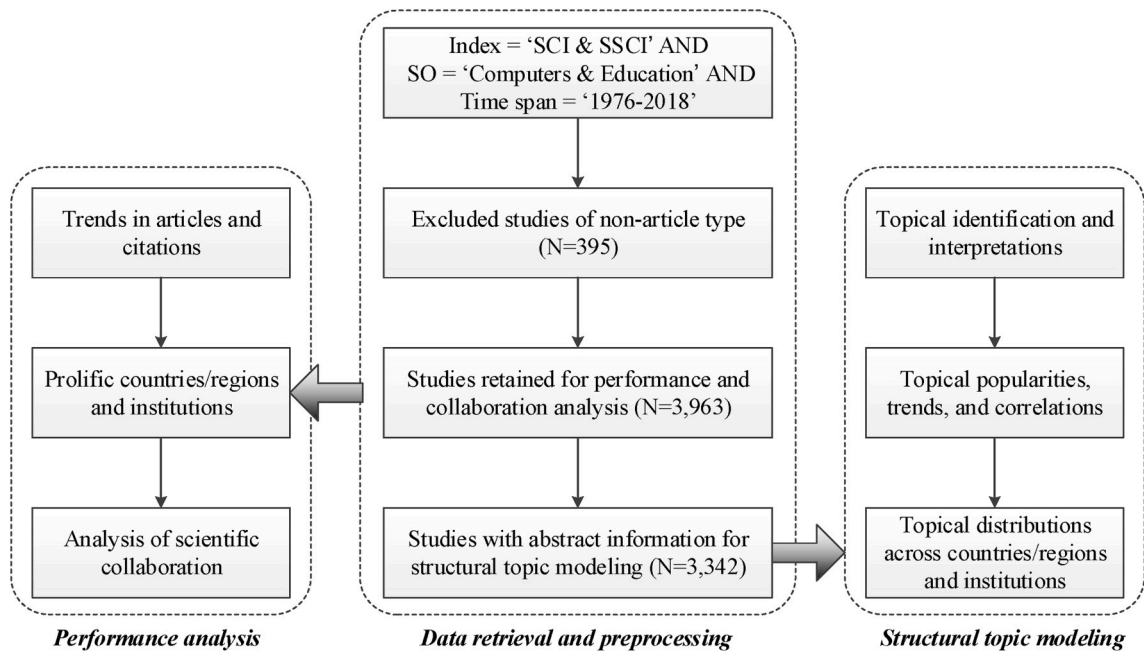 Index = ‘SCI & SSCI’ AND
SO = ‘Computers & Education’ AND
Time span = ‘1976-2018’
Trends in articles and
citations
Excluded studies of non-article type
(N=395)
Topical identification and
interpretations
Prolific countries/regions
and institutions
Studies retained for performance and
collaboration analysis (N=3,963)
Topical popularities,
trends, and correlations
Analysis of scientific
collaboration
Studies with abstract information for
structural topic modeling (N=3,342)
Topical distributions
across countries/regions
and institutions
Performance analysis
Data retrieval and preprocessing
Structural topic modeling